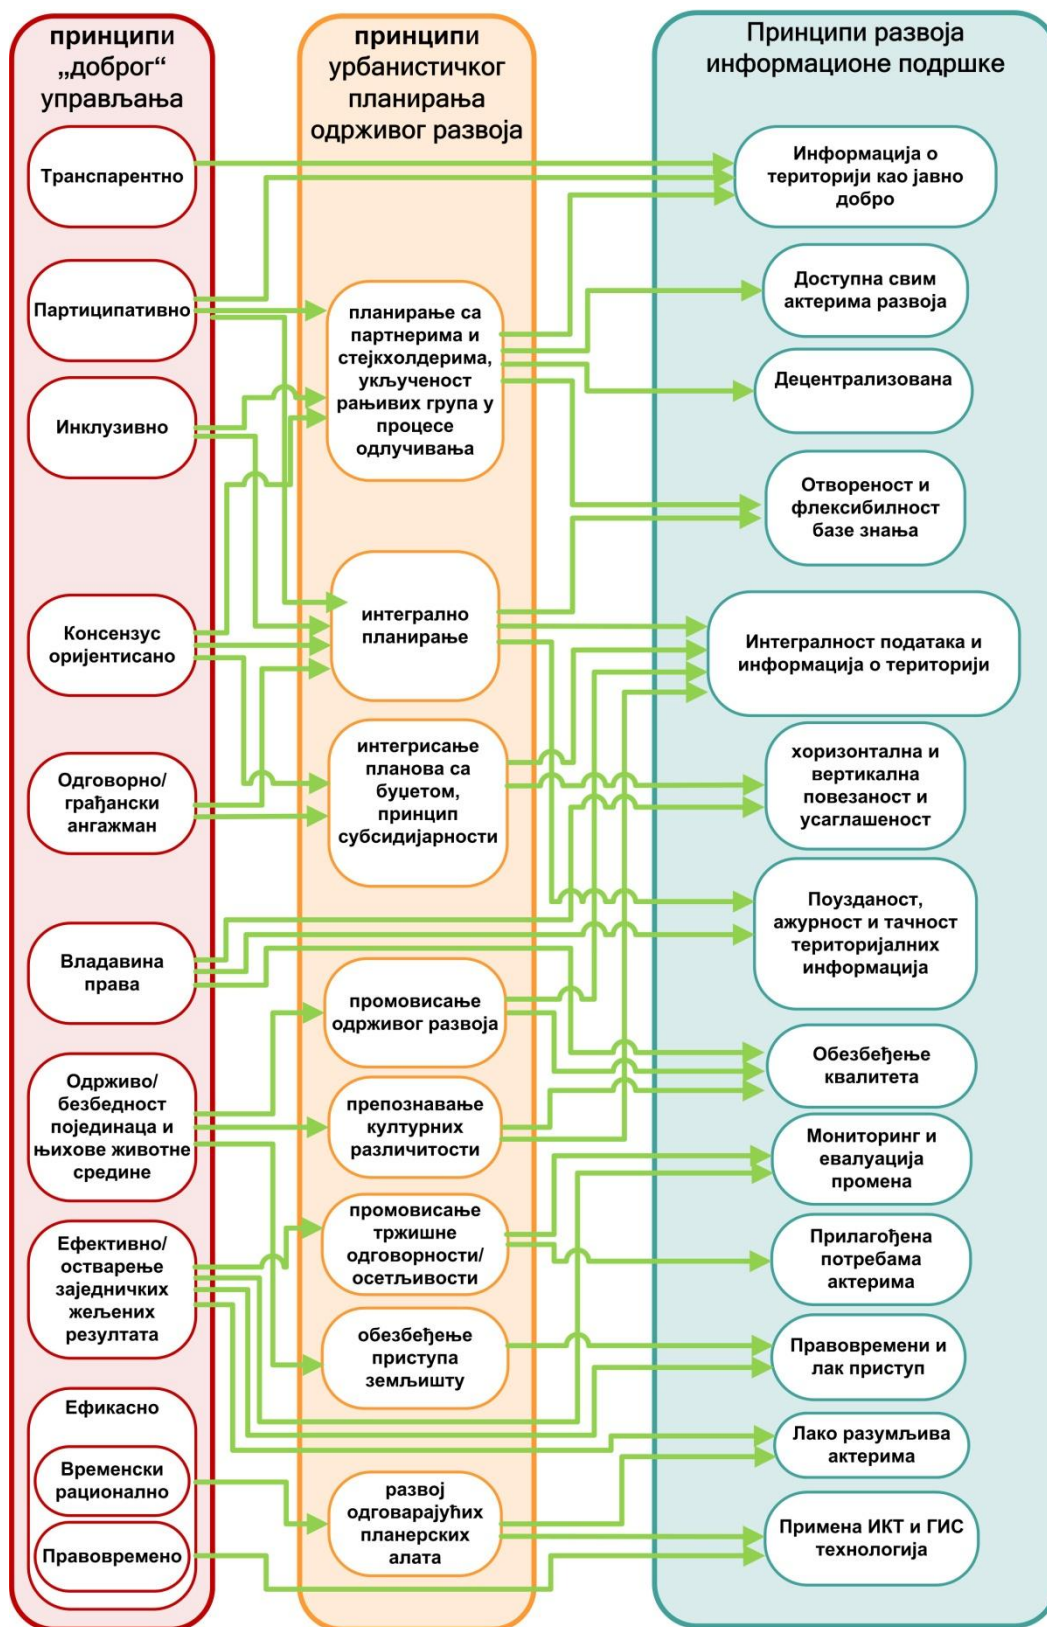 принципи
„доброг“
управљања
Транспарентно
Партиципативно
Инклузивно
Консензус
оријентисано
Одговорно/
грађански
ангажман
Владавина
права
Одрживо/
безбедност
појединаца и
њихове животне
средине
Ефективно/
остварење
заједничких
жељених
резултата
Ефикасно
Временски
рационално
Правовремено
принципи
урбанистичког
планирања
одрживог развоја
планирање са
партнерима и
стејкхолдерима,
укљученост
рањивих група у
процесе
одлучивања
интегрално
планирање
интегрисање
планова са
буџетом,
принцип
субсидијарности
промовисање
одрживог развоја
препознавање
културних
различитости
промовисање
тржишне
одговорности/
осетљивости
обезбеђење
приступа
земљишту
развој
одговарајућих
планерских
алата
Принципи развоја
информационе подршке
Информација о
територији као јавно
добро
Доступна свим
актерима развоја
Децентрализована
Отвореност и
флексибилност
базе знања
Интегралност података и
информација о територији
хоризонтална и
вертикална
повезаност и
усаглашеност
Поузданост,
ажурност и тачност
територијалних
информација
Обезбеђење
квалитета
Мониторинг и
евалуација
промена
Прилагођена
потребама
актерима
Правовремени и
лак приступ
Лако разумљива
актерима
Примена ИКТ и ГИС
технологија